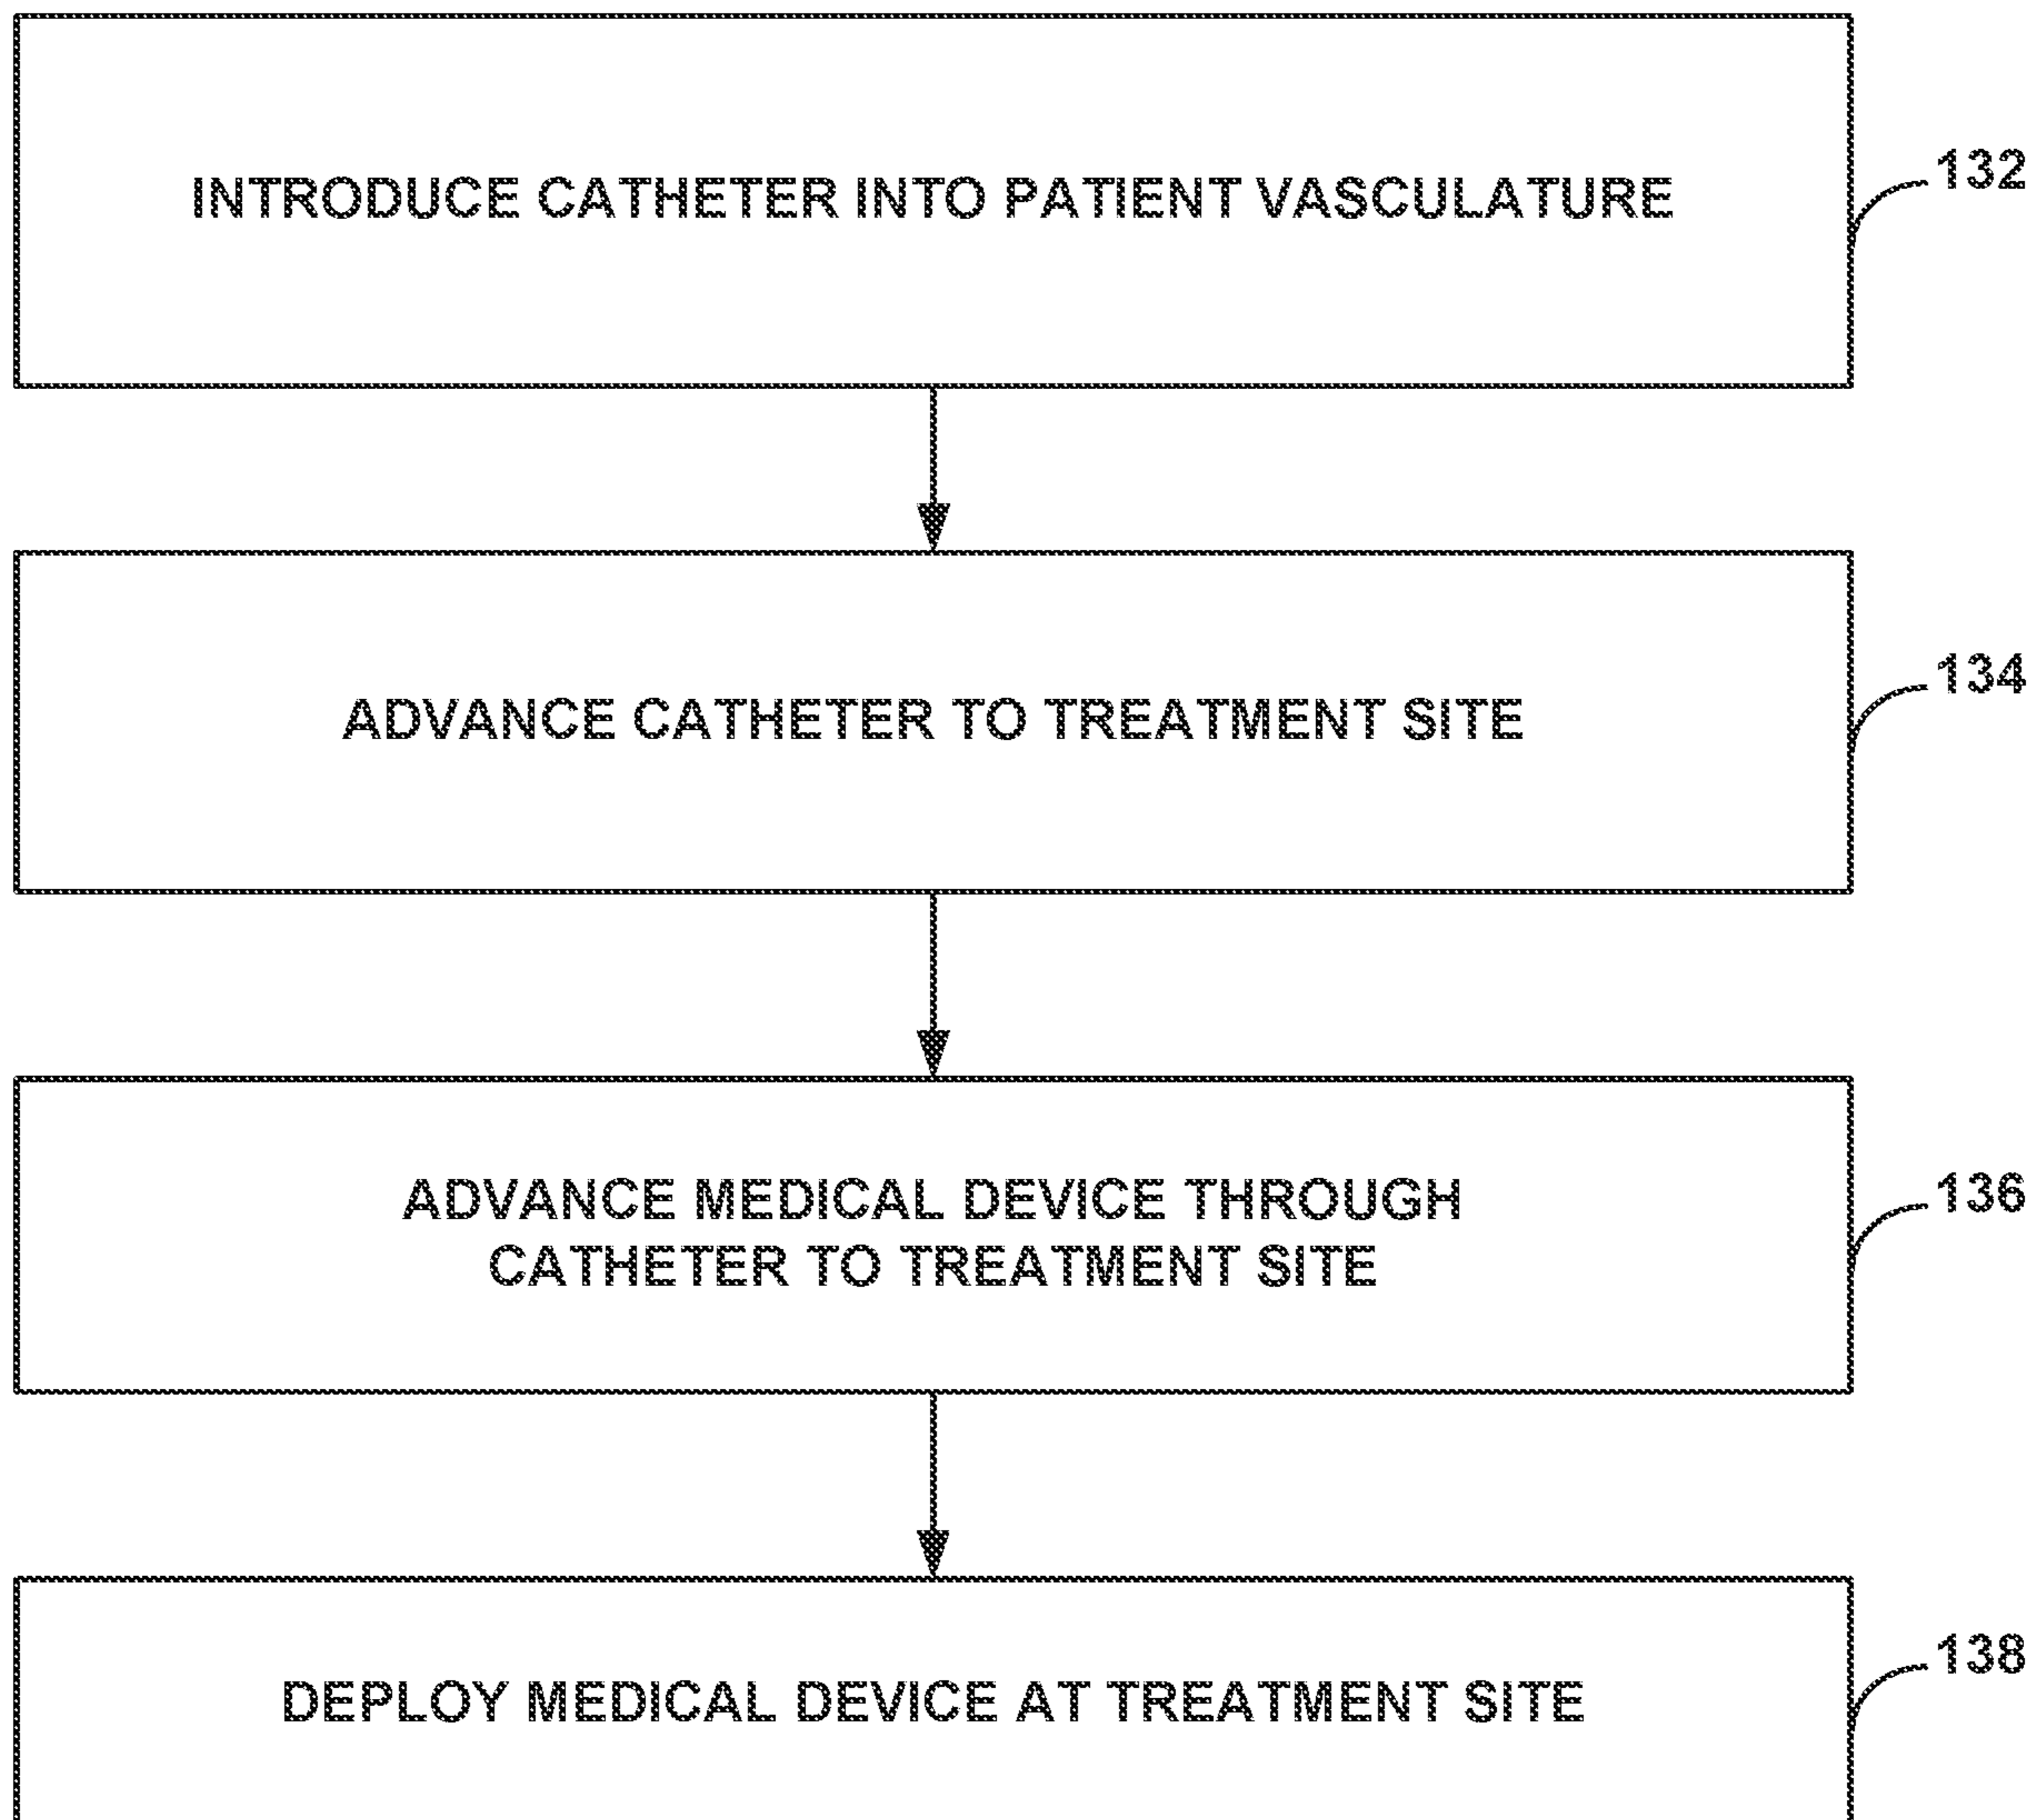 INTRODUCE CATHETER INTO PATIENT VASCULATURE
132
ADVANCE CATHETER TO TREATMENT SITE
134
ADVANCE MEDICAL DEVICE THROUGH
CATHETER TO TREATMENT SITE
136
DEPLOY MEDICAL DEVICE AT TREATMENT SITE
138